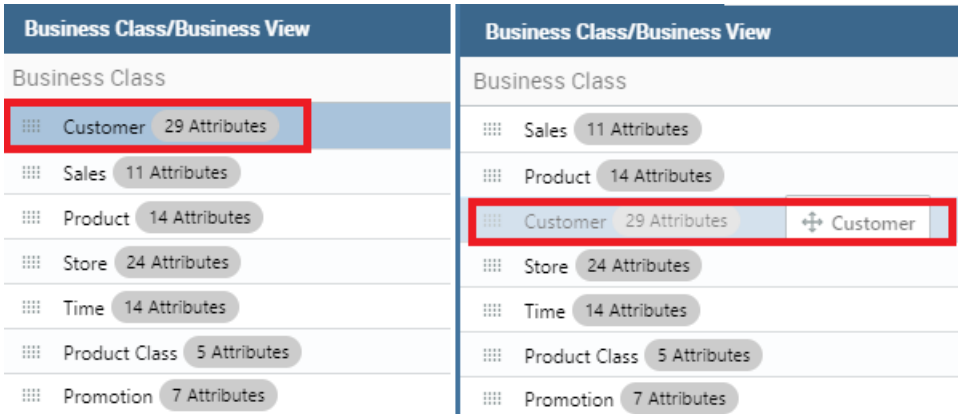 Business Class/Business View
Business Class
Customer 29 Attributes
Sales 11 Attributes
Product 14 Attributes
Store 24 Attributes
Time 14 Attributes
Product Class 5 Attributes
Promotion 7 Attributes
Business Class/Business View
Business Class
Sales 11 Attributes
Product 14 Attributes
Customer 29 Attributes Customer
Store 24 Attributes
Time 14 Attributes
Product Class 5 Attributes
Promotion 7 Attributes